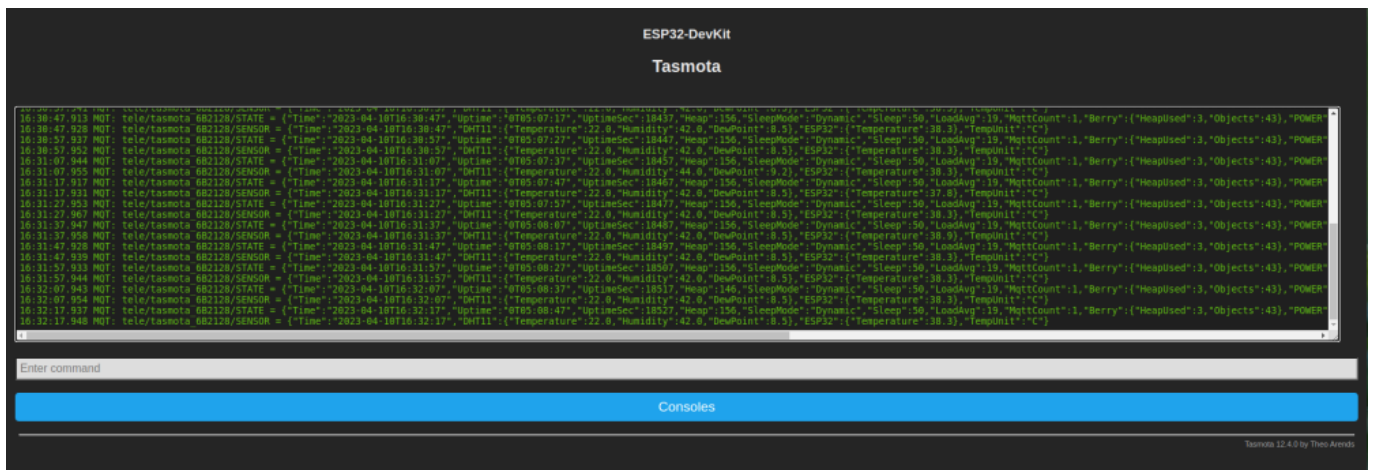 ESP32-DevKit
Tasmota
16:30:37.941 MQT: tele/tasmota_6B2128/SENSOR = {"Time":"2023-04-10T16:30:37","DHT11":{"Temperature":22.0,"Humidity":42.0,"DewPoint":8.5},"ESP32":{"Temperature":38.3},"TempUnit":"C"}
16:30:47.913 MQT: tele/tasmota_6B2128/STATE = {"Time":"2023-04-10T16:30:47","Uptime":"0T05:07:17","UptimeSec":18437,"Heap":156,"SleepMode":"Dynamic","Sleep":50,"LoadAvg":19,"MqttCount":1,"Berry":{"HeapUsed":3,"Objects":43},"POWER"
16:30:47.928 MQT: tele/tasmota_6B2128/SENSOR = {"Time":"2023-04-10T16:30:47","DHT11":{"Temperature":22.0,"Humidity":42.0,"DewPoint":8.5},"ESP32":{"Temperature":38.3},"TempUnit":"C"}
16:30:57.937 MQT: tele/tasmota_6B2128/STATE = {"Time":"2023-04-10T16:30:57","Uptime":"0T05:07:27","UptimeSec":18447,"Heap":156,"SleepMode":"Dynamic","Sleep":50,"LoadAvg":19,"MqttCount":1,"Berry":{"HeapUsed":3,"Objects":43},"POWER"
16:30:57.952 MQT: tele/tasmota_6B2128/SENSOR = {"Time":"2023-04-10T16:30:57","DHT11":{"Temperature":22.0,"Humidity":42.0,"DewPoint":8.5},"ESP32":{"Temperature":38.3},"TempUnit":"C"}
16:31:07.944 MQT: tele/tasmota_6B2128/STATE = {"Time":"2023-04-10T16:31:07","Uptime":"0T05:07:37","UptimeSec":18457,"Heap":156,"SleepMode":"Dynamic","Sleep":50,"LoadAvg":19,"MqttCount":1,"Berry":{"HeapUsed":3,"Objects":43},"POWER"
16:31:07.955 MQT: tele/tasmota_6B2128/SENSOR = {"Time":"2023-04-10T16:31:07","DHT11":{"Temperature":22.0,"Humidity":44.0,"DewPoint":9.2},"ESP32":{"Temperature":38.3},"TempUnit":"C"}
16:31:17.917 MQT: tele/tasmota_6B2128/STATE = {"Time":"2023-04-10T16:31:17","Uptime":"0T05:07:47","UptimeSec":18467,"Heap":156,"SleepMode":"Dynamic","Sleep":50,"LoadAvg":19,"MqttCount":1,"Berry":{"HeapUsed":3,"Objects":43},"POWER"
16:31:17.931 MQT: tele/tasmota_6B2128/SENSOR = {"Time":"2023-04-10T16:31:17","DHT11":{"Temperature":22.0,"Humidity":42.0,"DewPoint":8.5},"ESP32":{"Temperature":37.8},"TempUnit":"C"}
16:31:27.953 MQT: tele/tasmota_6B2128/STATE = {"Time":"2023-04-10T16:31:27","Uptime":"0T05:07:57","UptimeSec":18477,"Heap":156,"SleepMode":"Dynamic","Sleep":50,"LoadAvg":19,"MqttCount":1,"Berry":{"HeapUsed":3,"Objects":43},"POWER"
16:31:27.967 MQT: tele/tasmota_6B2128/SENSOR = {"Time":"2023-04-10T16:31:27","DHT11":{"Temperature":22.0,"Humidity":42.0,"DewPoint":8.5},"ESP32":{"Temperature":38.3},"TempUnit":"C"}
16:31:37.947 MQT: tele/tasmota_6B2128/STATE = {"Time":"2023-04-10T16:31:37","Uptime":"0T05:08:07","UptimeSec":18487,"Heap":156,"SleepMode":"Dynamic","Sleep":50,"LoadAvg":19,"MqttCount":1,"Berry":{"HeapUsed":3,"Objects":43},"POWER"
16:31:37.958 MQT: tele/tasmota_6B2128/SENSOR = {"Time":"2023-04-10T16:31:37","DHT11":{"Temperature":22.0,"Humidity":42.0,"DewPoint":8.5},"ESP32":{"Temperature":38.9},"TempUnit":"C"}
16:31:47.928 MQT: tele/tasmota_6B2128/STATE = {"Time":"2023-04-10T16:31:47","Uptime":"0T05:08:17","UptimeSec":18497,"Heap":156,"SleepMode":"Dynamic","Sleep":50,"LoadAvg":19,"MqttCount":1,"Berry":{"HeapUsed":3,"Objects":43},"POWER"
16:31:47.939 MQT: tele/tasmota_6B2128/SENSOR = {"Time":"2023-04-10T16:31:47","DHT11":{"Temperature":22.0,"Humidity":42.0,"DewPoint":8.5},"ESP32":{"Temperature":38.3},"TempUnit":"C"}
16:31:57.933 MQT: tele/tasmota_6B2128/STATE = {"Time":"2023-04-10T16:31:57","Uptime":"0T05:08:27","UptimeSec":18507,"Heap":156,"SleepMode":"Dynamic","Sleep":50,"LoadAvg":19,"MqttCount":1,"Berry":{"HeapUsed":3,"Objects":43},"POWER"
16:31:57.944 MQT: tele/tasmota_6B2128/SENSOR = {"Time":"2023-04-10T16:31:57","DHT11":{"Temperature":22.0,"Humidity":42.0,"DewPoint":8.5},"ESP32":{"Temperature":38.3},"TempUnit":"C"}
16:32:07.943 MQT: tele/tasmota_6B2128/STATE = {"Time":"2023-04-10T16:32:07","Uptime":"0T05:08:37","UptimeSec":18517,"Heap":146,"SleepMode":"Dynamic","Sleep":50,"LoadAvg":19,"MqttCount":1,"Berry":{"HeapUsed":3,"Objects":43},"POWER"
16:32:07.954 MQT: tele/tasmota_6B2128/SENSOR = {"Time":"2023-04-10T16:32:07","DHT11":{"Temperature":22.0,"Humidity":42.0,"DewPoint":8.5},"ESP32":{"Temperature":38.3},"TempUnit":"C"}
16:32:17.937 MQT: tele/tasmota_6B2128/STATE = {"Time":"2023-04-10T16:32:17","Uptime":"0T05:08:47","UptimeSec":18527,"Heap":156,"SleepMode":"Dynamic","Sleep":50,"LoadAvg":19,"MqttCount":1,"Berry":{"HeapUsed":3,"Objects":43},"POWER"
16:32:17.948 MQT: tele/tasmota_6B2128/SENSOR = {"Time":"2023-04-10T16:32:17","DHT11":{"Temperature":22.0,"Humidity":42.0,"DewPoint":8.5},"ESP32":{"Temperature":38.3},"TempUnit":"C"}
Enter command
Consoles
Tasmota 12.4.0 by Theo Arends